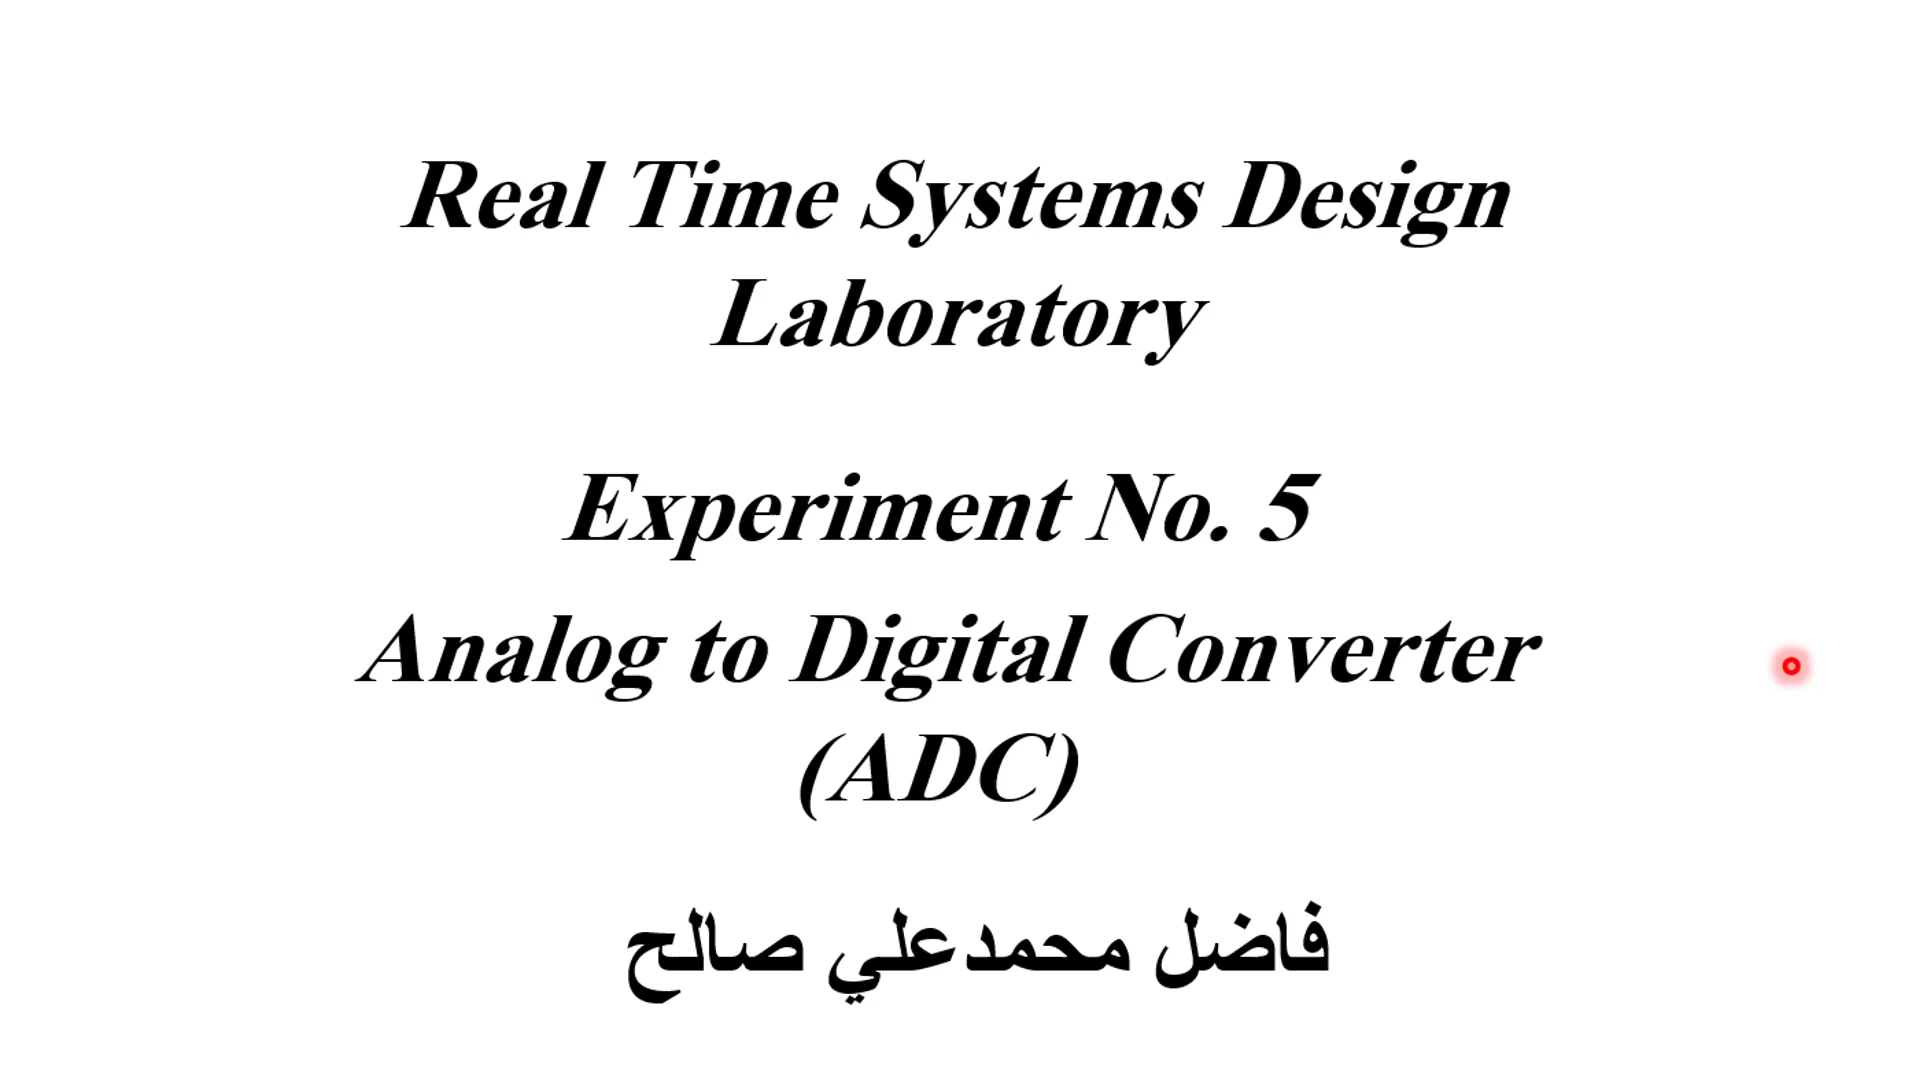 Real Time Systems Design
Laboratory
Experiment No. 5
Analog to Digital Converter
(ADC)
فاضل محمدعلي صالح